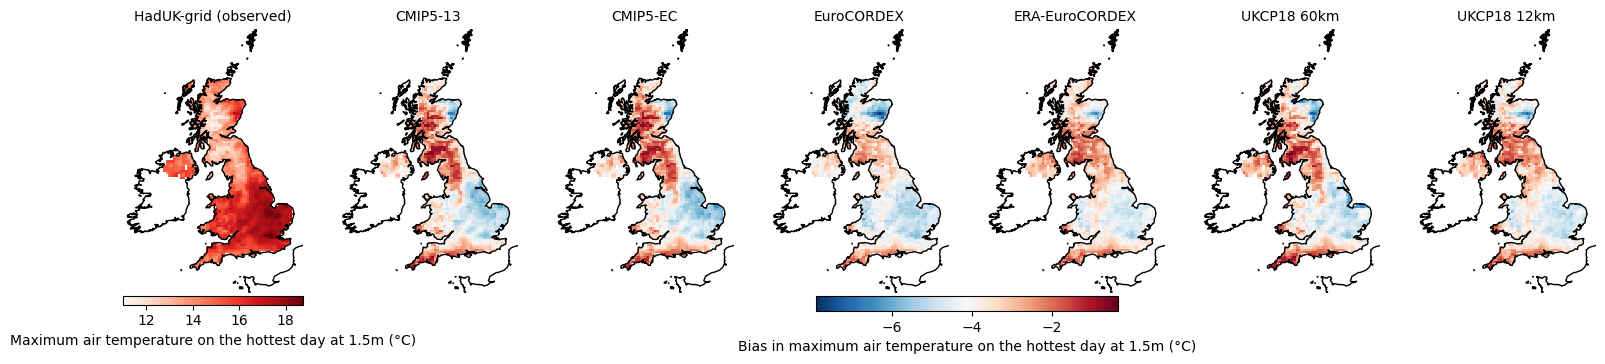 HadUK-grid (observed)
CMIP5-13
CMIP5-EC
EuroCORDEX
ERA-EuroCORDEX
UKCP18 60km
UKCP18 12km
12 14 16 18
Maximum air temperature on the hottest day at 1.5m (°C)
−6 −4 −2
Bias in maximum air temperature on the hottest day at 1.5m (°C)